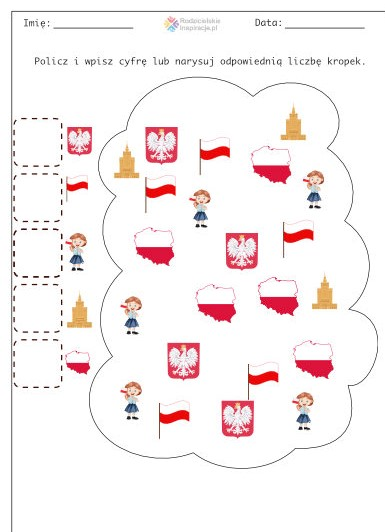 Imię:
Rodzicielskie
Inspiracje.pl
Data:
Policz i wpisz cyfrę lub narysuj odpowiednią liczbę kropek.